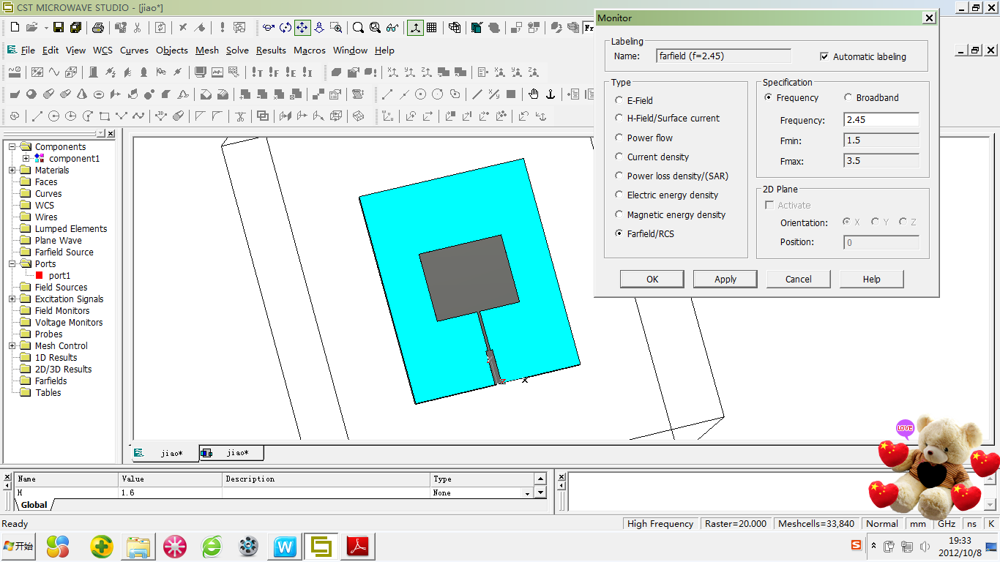 CST MICROWAVE STUDIO - [jiao*]
File Edit View WCS Curves Objects Mesh Solve Results Macros Window Help
Components
component1
Materials
Faces
Curves
WCS
Wires
Lumped Elements
Plane Wave
Farfield Source
Ports
port1
Field Sources
Excitation Signals
Field Monitors
Voltage Monitors
Probes
Mesh Control
1D Results
2D/3D Results
Farfields
Tables
x
Monitor
Labeling
Name: farfield (f=2.45) Automatic labeling
Type
E-Field
H-Field/Surface current
Power flow
Current density
Power loss density/(SAR)
Electric energy density
Magnetic energy density
Farfield/RCS
Specification
Frequency Broadband
Frequency: 2.45
Fmin: 1.5
Fmax: 3.5
2D Plane
Activate
Orientation: X Y Z
Position: 0
OK Apply Cancel Help
LOVE
jiao* jiao*
Name Value Description Type
H 1.6 None
Global
Ready High Frequency Raster=20.000 Meshcells=33,840 Normal mm GHz ns K
开始
19:33
2012/10/8